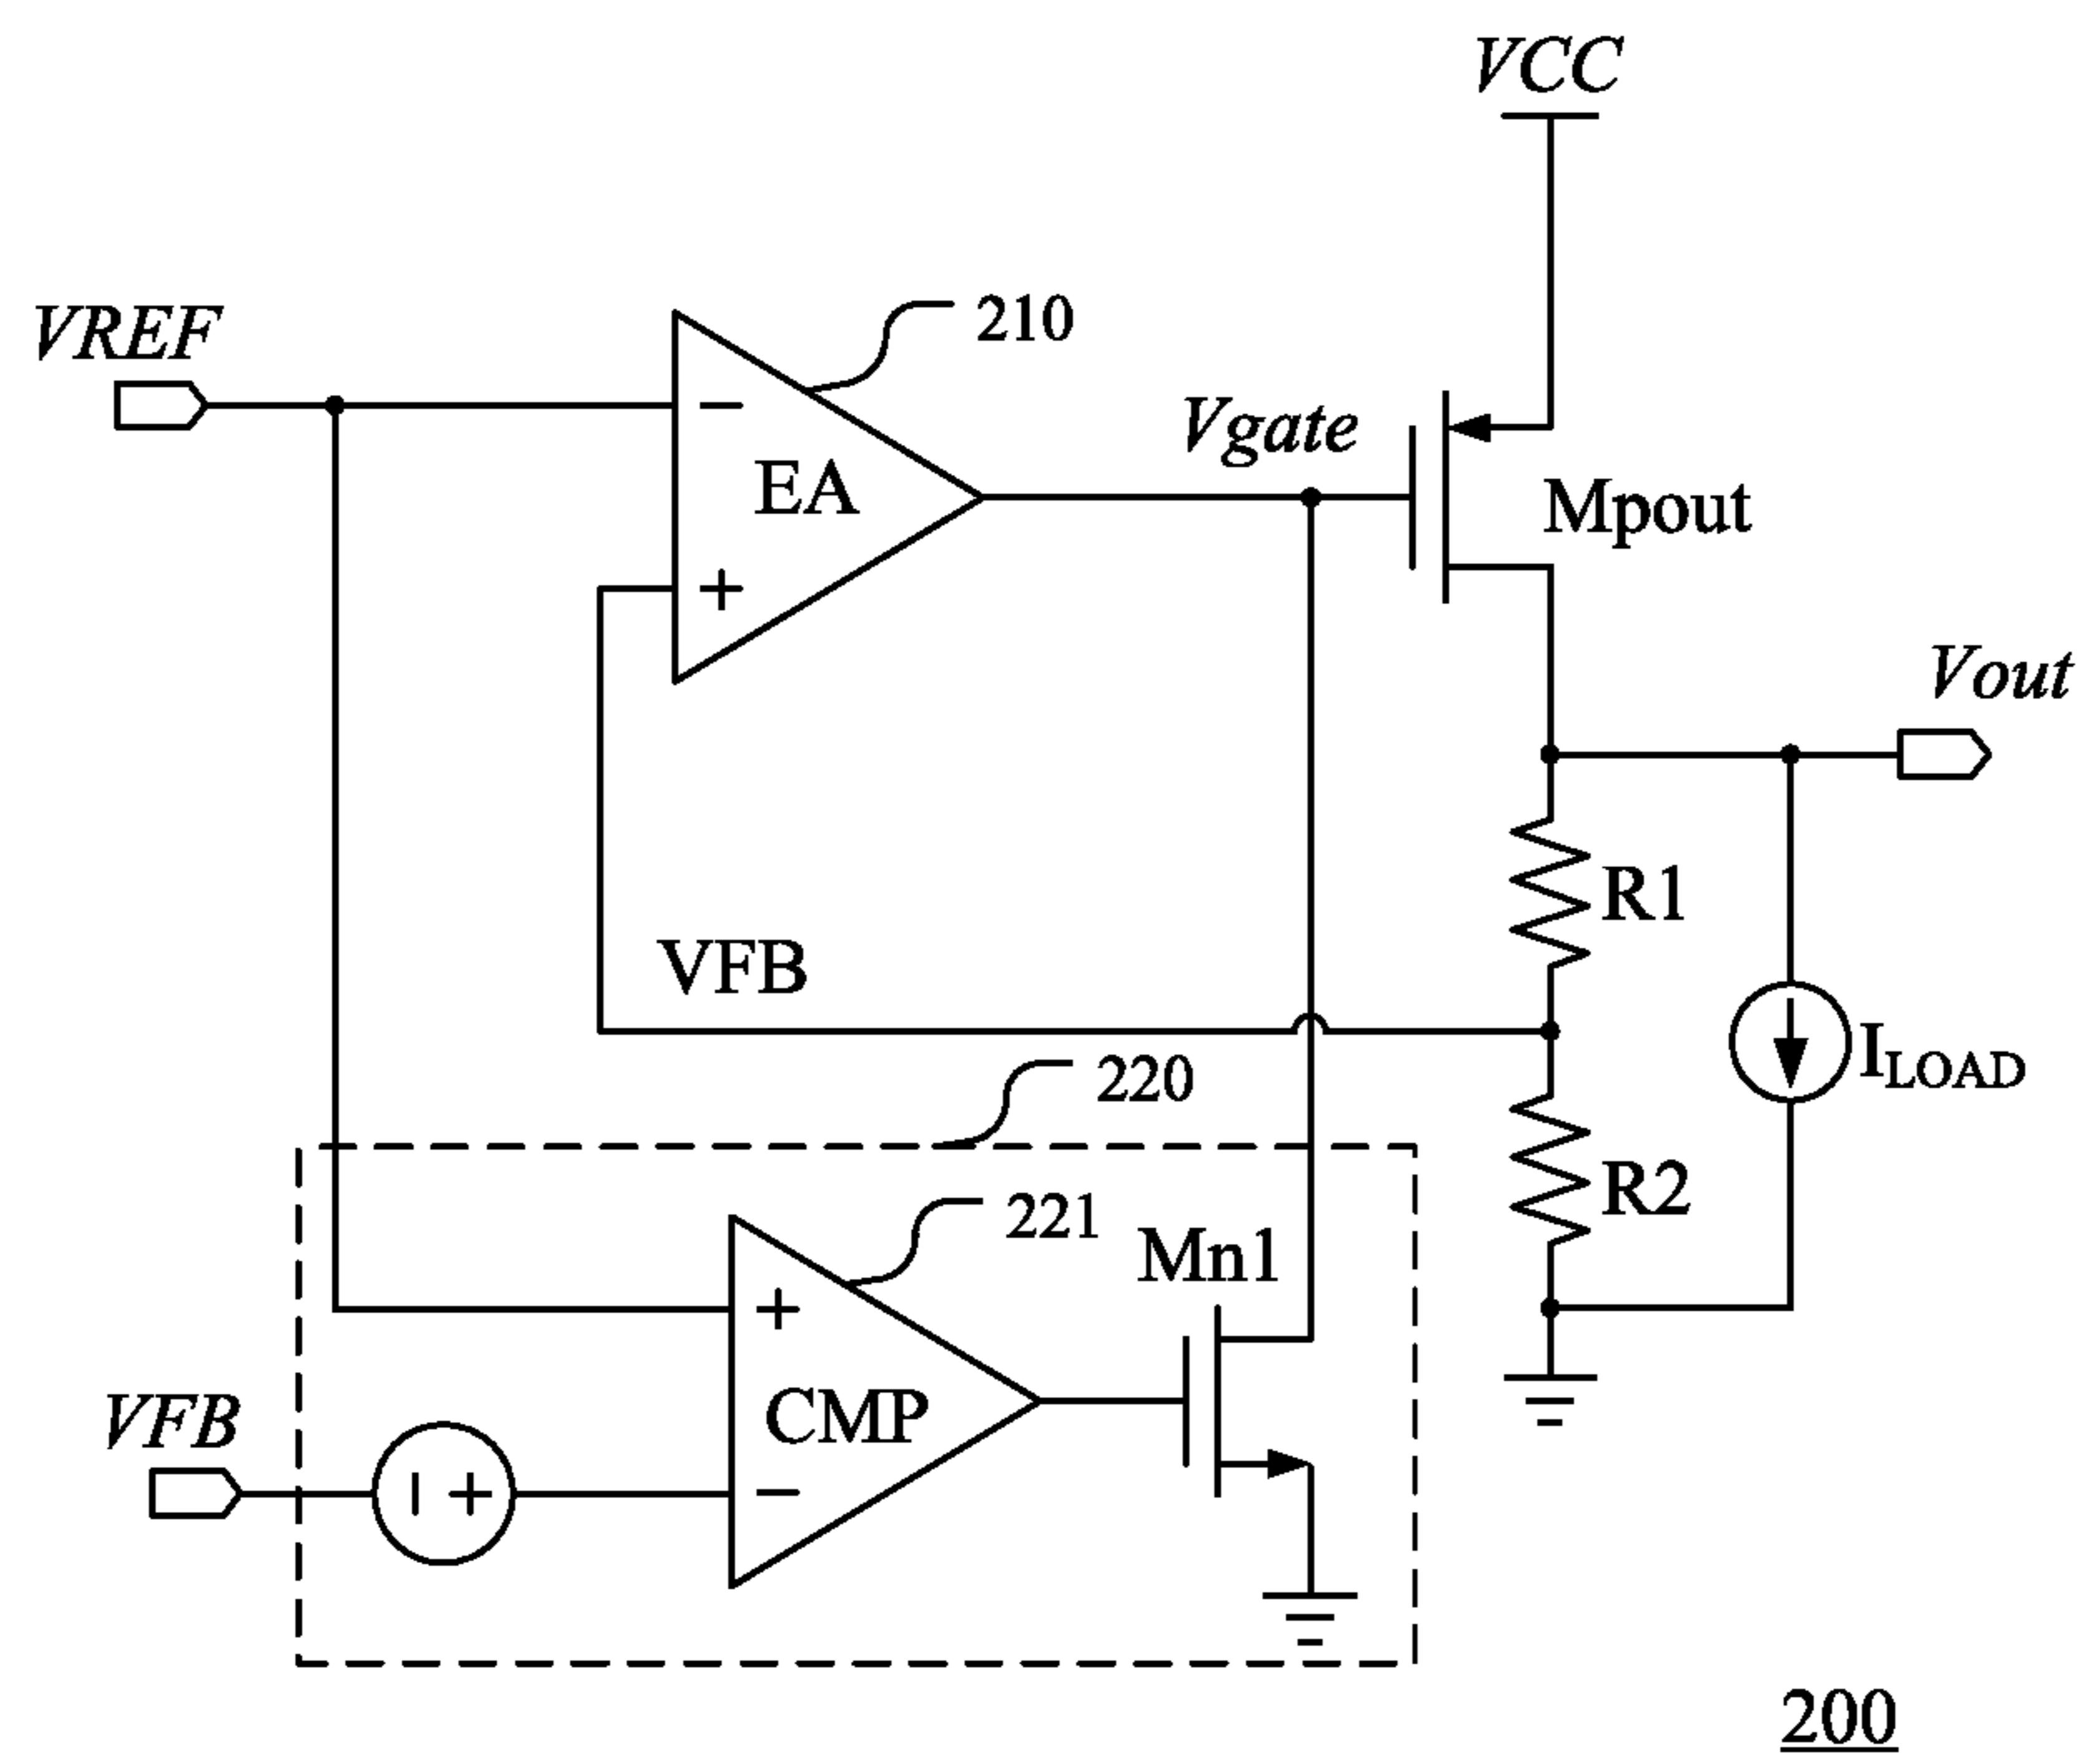 VCC
VREF
210
Vgate
EA
Mpout
Vout
R1
VFB
ILOAD
220
R2
221
Mn1
VFB
CMP
200